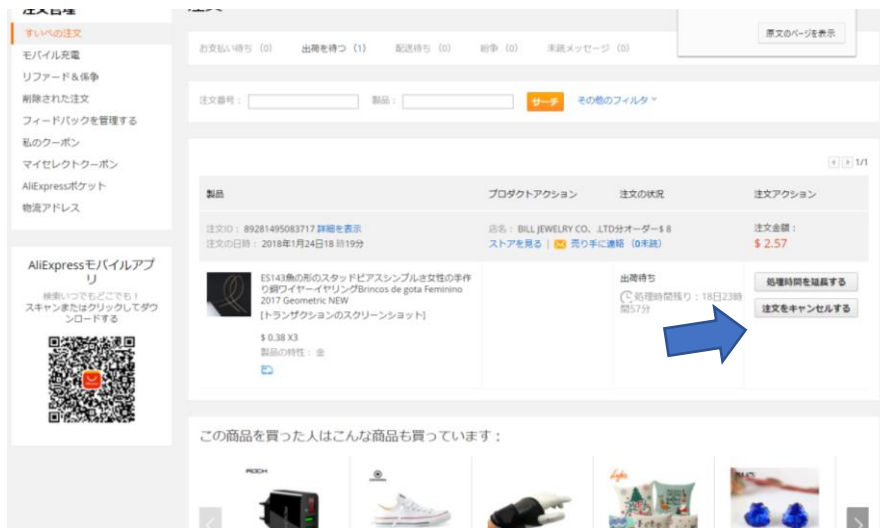 注文管理
注文
すいぺの注文
モバイル充電
リファード＆係争
削除された注文
フィードバックを管理する
私のクーポン
マイセレクトクーポン
AliExpressポケット
物流アドレス
原文のページを表示
お支払い待ち (0) 出荷を待つ (1) 配送待ち (0) 紛争 (0) 未読メッセージ (0)
注文番号： 製品： サーチ その他のフィルタ
1/1
製品 プロダクトアクション 注文の状況 注文アクション
注文ID： 89281495083717 詳細を表示
注文の日時： 2018年1月24日18 時19分
店名： BILL JEWELRY CO、.LTD分オーダー$ 8
ストアを見る | 売り手に連絡（0未読）
注文金額：
$ 2.57
ES143魚の形のスタッドピアスシンプルさ女性の手作
り銅ワイヤーイヤリングBrincos de gota Feminino
2017 Geometric NEW
[トランザクションのスクリーンショット]
$ 0.38 X3
製品の特性： 金
出荷待ち
処理時間残り：18日23時
間57分
処理時間を延長する
注文をキャンセルする
AliExpressモバイルアプ
リ
検索いつでもどこでも！
スキャンまたはクリックしてダウ
ンロードする
この商品を買った人はこんな商品も買っています：
ROCK